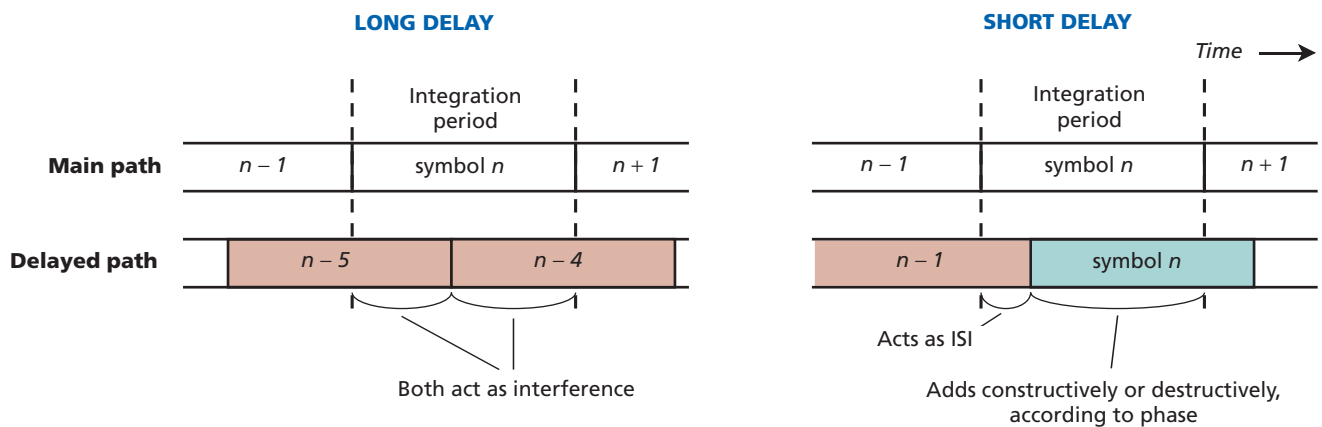 LONG DELAY
SHORT DELAY
Time
Integration
period
Integration
period
Main path
n – 1
symbol n
n + 1
n – 1
symbol n
n + 1
Delayed path
n – 5
n – 4
n – 1
symbol n
Acts as ISI
Both act as interference
Adds constructively or destructively,
according to phase